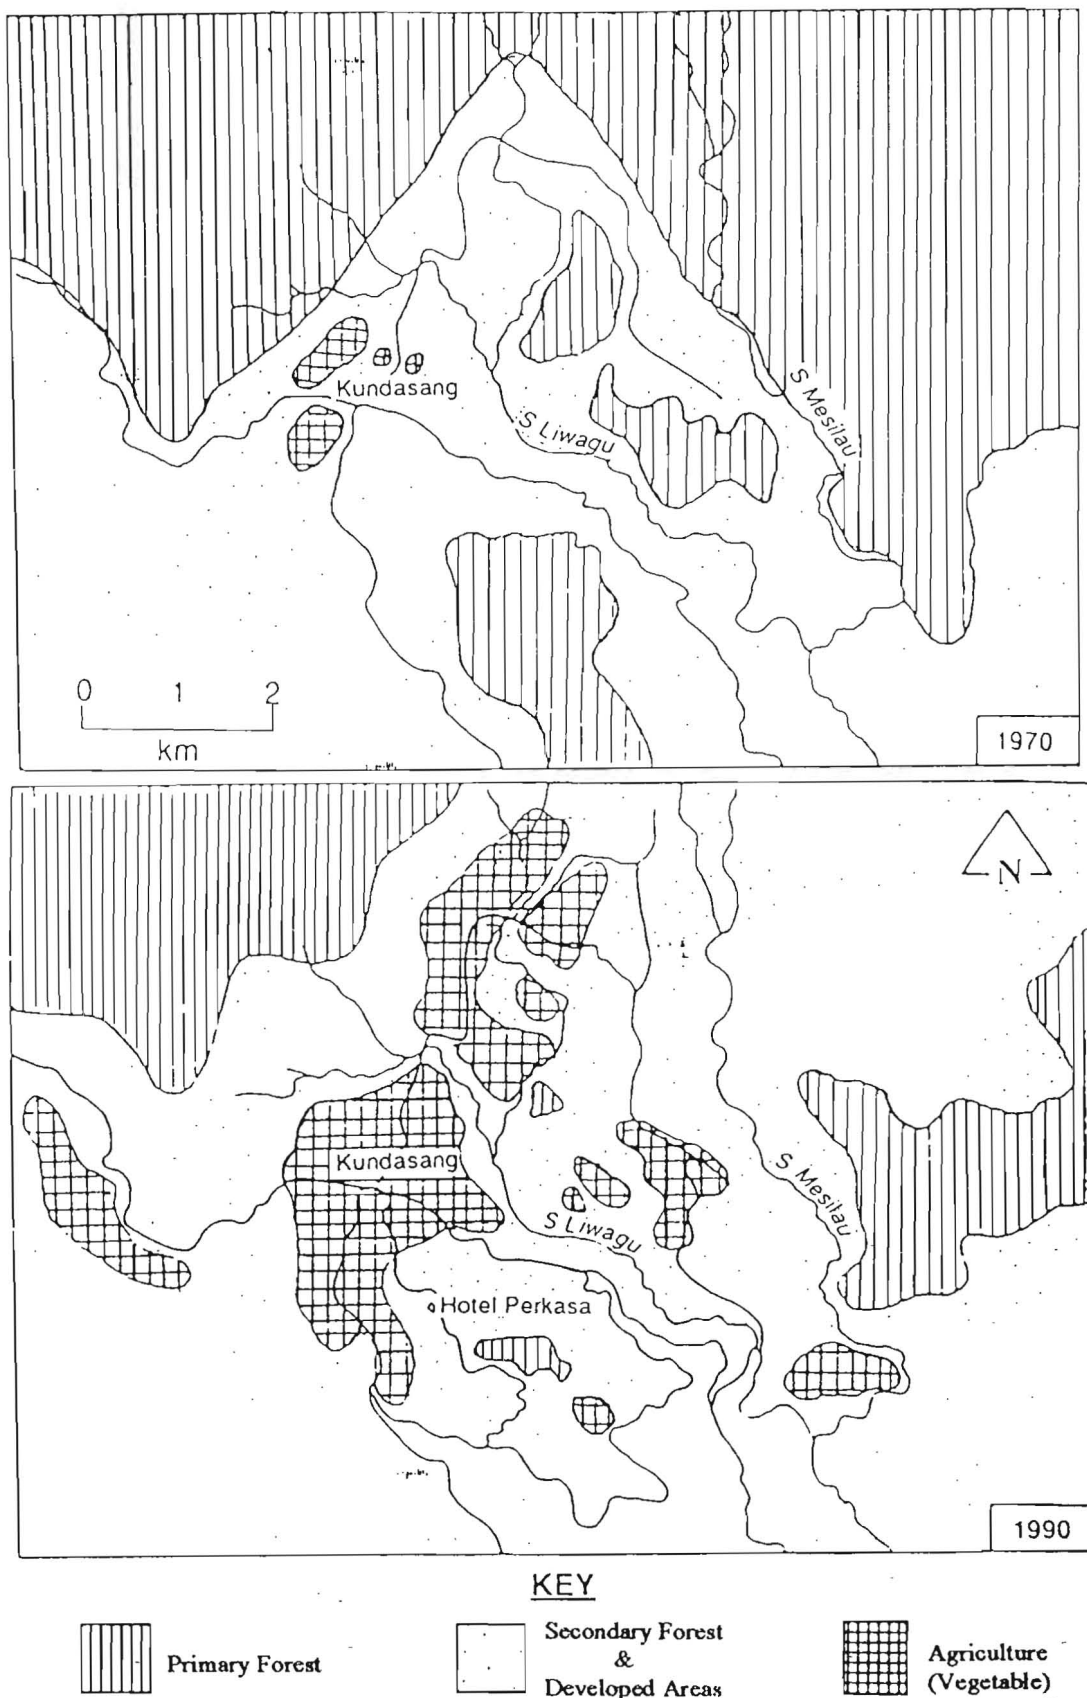 Kundasang
S Liwagu
S Mesilau
0 1 2
km
1970
N
Kundasang
S Liwagu
S Mesilau
Hotel Perkasa
1990
KEY
Primary Forest
Secondary Forest
&
Developed Areas
Agriculture
(Vegetable)